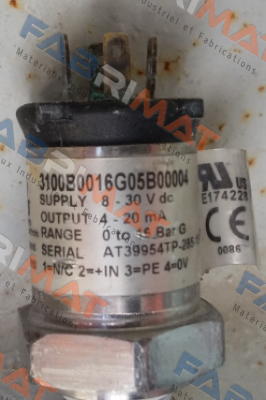 FABRIMAT
3100B0016G05B00004
SUPPLY 8 - 30 V dc
OUTPUT 4 - 20 mA
RANGE 0 to 16 Bar G
SERIAL AT39954TP-285
1=N/C 2=+IN 3=PE 4=0V
US
CE
0086